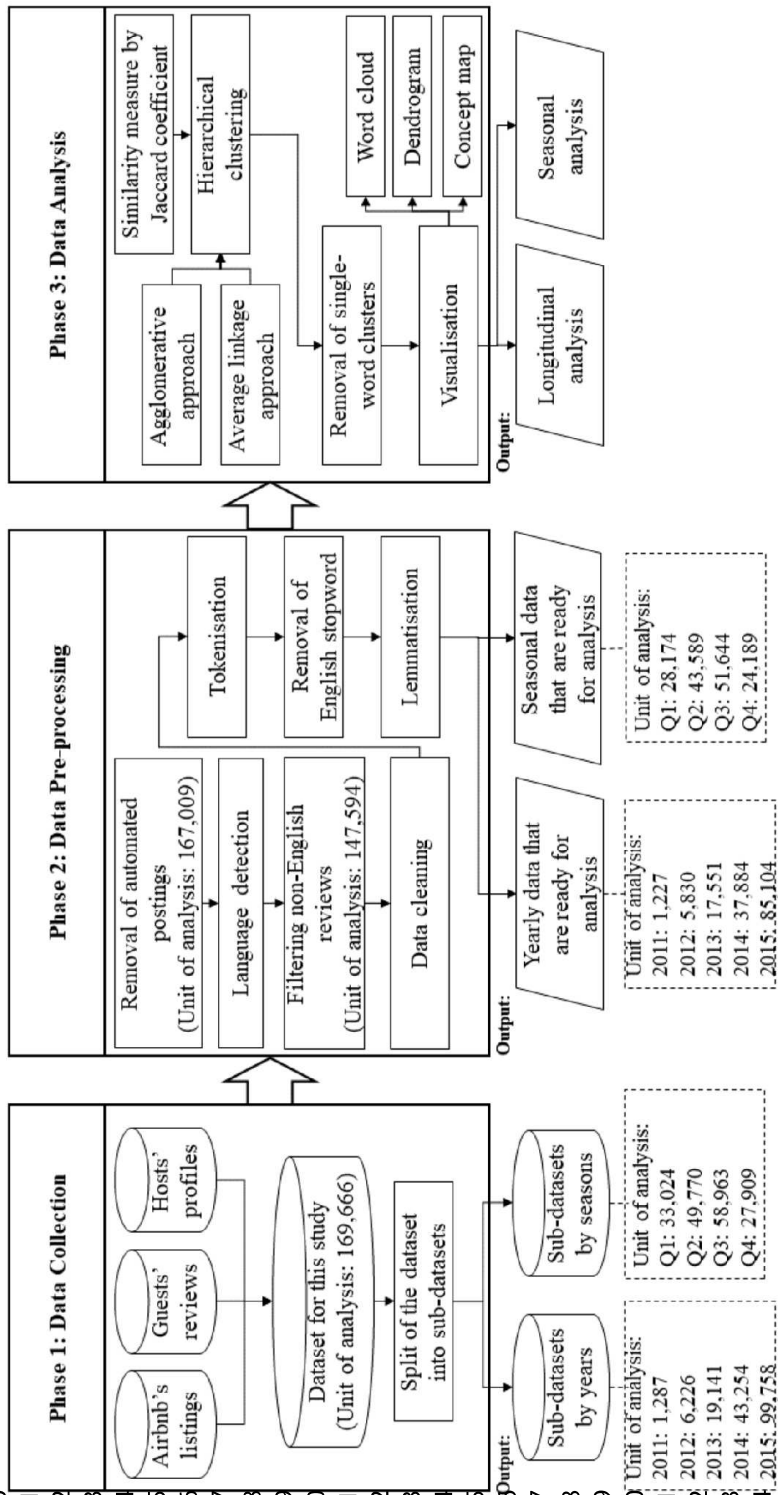 Phase 1: Data Collection
Airbnb's
listings
Guests'
reviews
Hosts'
profiles
Dataset for this study
(Unit of analysis: 169,666)
Split of the dataset
into sub-datasets
Output:
Sub-datasets
by years
Sub-datasets
by seasons
Unit of analysis:
2011: 1,287
2012: 6,226
2013: 19,141
2014: 43,254
2015: 99,758
Unit of analysis:
Q1: 33,024
Q2: 49,770
Q3: 58,963
Q4: 27,909
Phase 2: Data Pre-processing
Removal of automated
postings
(Unit of analysis: 167,009)
Language detection
Filtering non-English
reviews
(Unit of analysis: 147,594)
Data cleaning
Tokenisation
Removal of
English stopword
Lemmatisation
Output:
Yearly data that
are ready for
analysis
Seasonal data
that are ready
for analysis
Unit of analysis:
2011: 1,227
2012: 5,830
2013: 17,551
2014: 37,884
2015: 85,104
Unit of analysis:
Q1: 28,174
Q2: 43,589
Q3: 51,644
Q4: 24,189
Phase 3: Data Analysis
Agglomerative
approach
Average linkage
approach
Similarity measure by
Jaccard coefficient
Hierarchical
clustering
Removal of single-
word clusters
Visualisation
Word cloud
Dendrogram
Concept map
Output:
Longitudinal
analysis
Seasonal
analysis